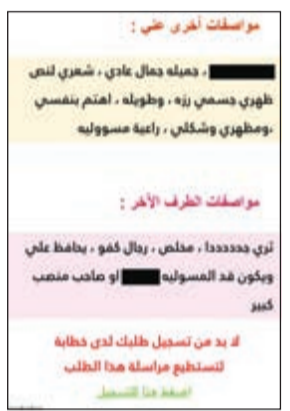 مواصفات أخرى عني :
، جميله جمال عادي ، شعري لنص
ظهري جسمي رزه ، وطويله ، اهتم بنفسي
،ومظهري وشكلي ، راعية مسووليه
مواصفات الطرف الأخر :
ثري جدددددا ، مخلص ، رجال كفو ، يحافظ علي
ويكون قد المسوليه او صاحب منصب
كبير
لا بد من تسجيل طلبك لدى خطابة
لتستطيع مراسلة هذا الطلب
اضغط هنا للتسجيل